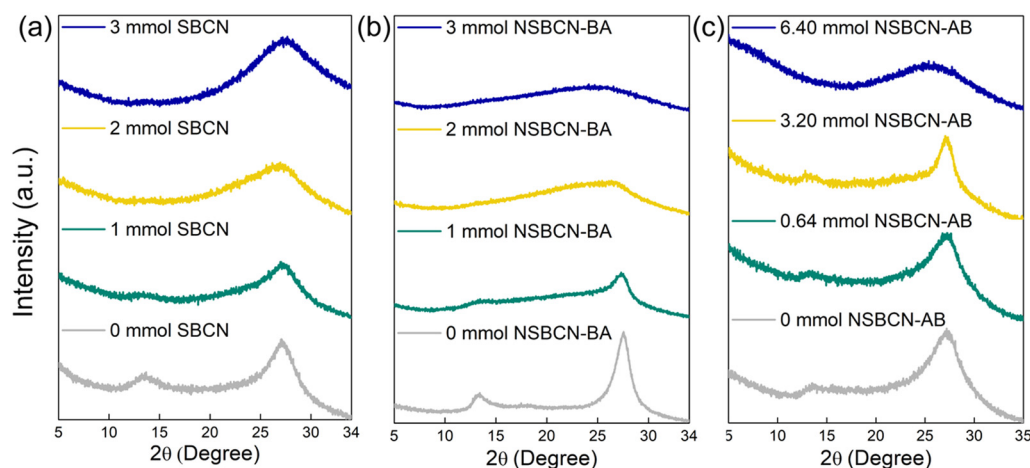 (a)
3 mmol SBCN
2 mmol SBCN
1 mmol SBCN
0 mmol SBCN
5 10 15 20 25 30 34
2θ (Degree)
Intensity (a.u.)
(b)
3 mmol NSBCN-BA
2 mmol NSBCN-BA
1 mmol NSBCN-BA
0 mmol NSBCN-BA
5 10 15 20 25 30 34
2θ (Degree)
(c)
6.40 mmol NSBCN-AB
3.20 mmol NSBCN-AB
0.64 mmol NSBCN-AB
0 mmol NSBCN-AB
5 10 15 20 25 30 35
2θ (Degree)